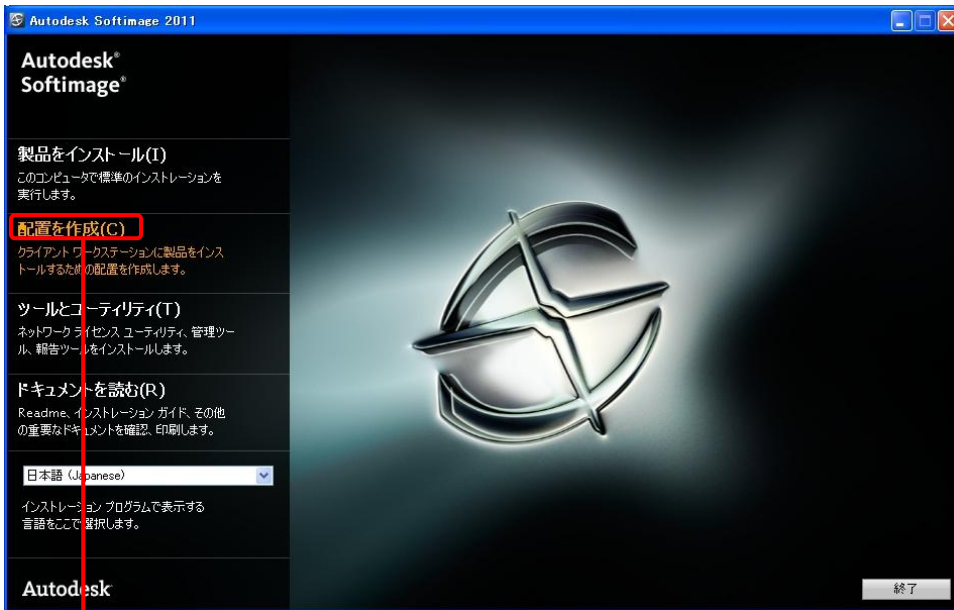 Autodesk Softimage 2011
Autodesk®
Softimage®
製品をインストール(I)
このコンピュータで標準のインストレーションを
実行します。
配置を作成(C)
クライアント ワークステーションに製品をインス
トールするための配置を作成します。
ツールとユーティリティ(T)
ネットワーク ライセンス ユーティリティ、管理ツー
ル、報告ツールをインストールします。
ドキュメントを読む(R)
Readme、インストレーション ガイド、その他
の重要なドキュメントを確認、印刷します。
日本語 (Japanese)
インストレーション プログラムで表示する
言語をここで選択します。
Autodesk
終了